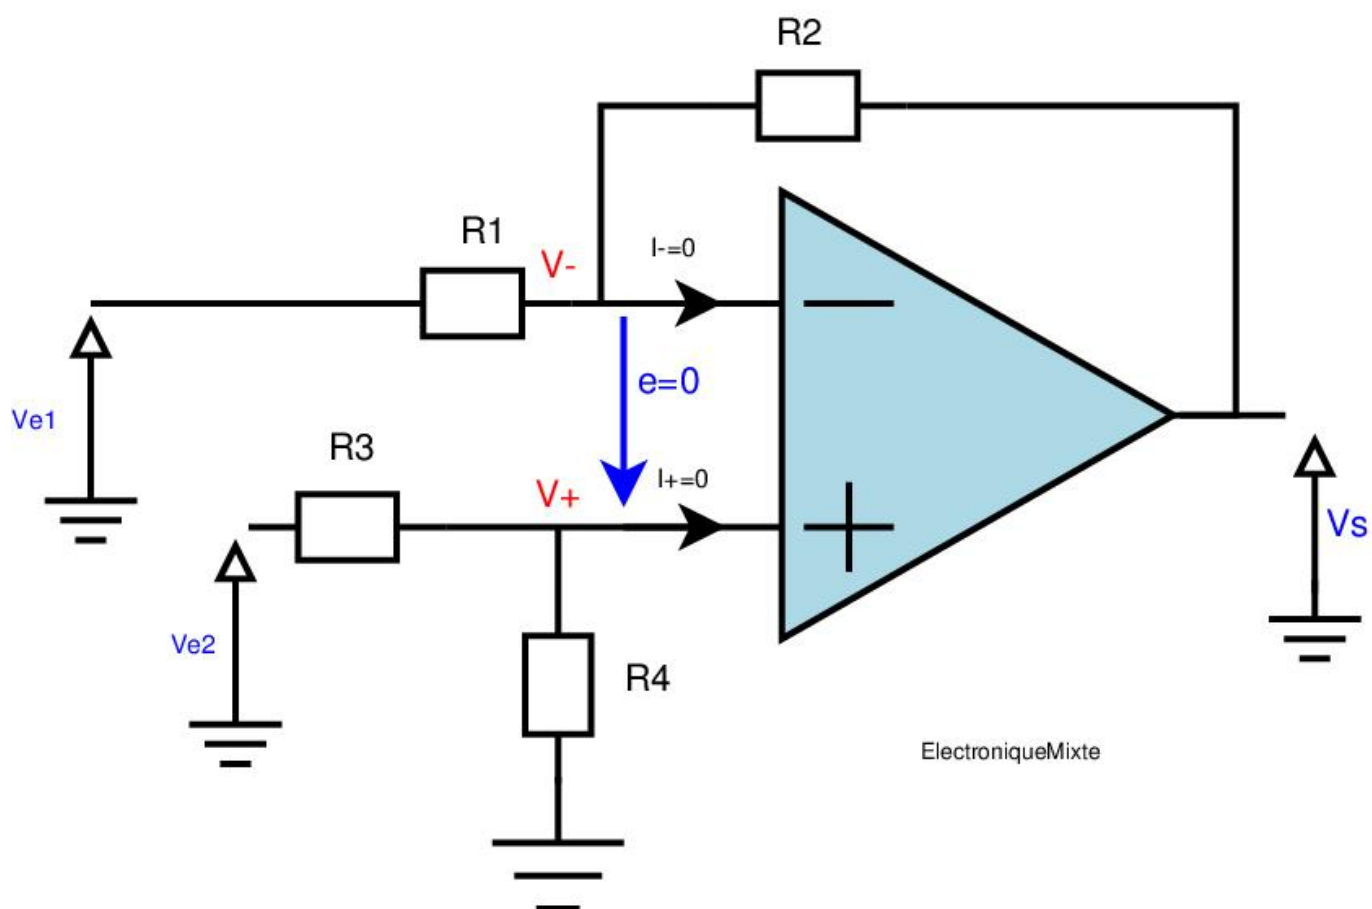 R2
R1
V-
I-=0
e=0
Ve1
R3
V+
I+=0
Vs
Ve2
R4
ElectroniqueMixte